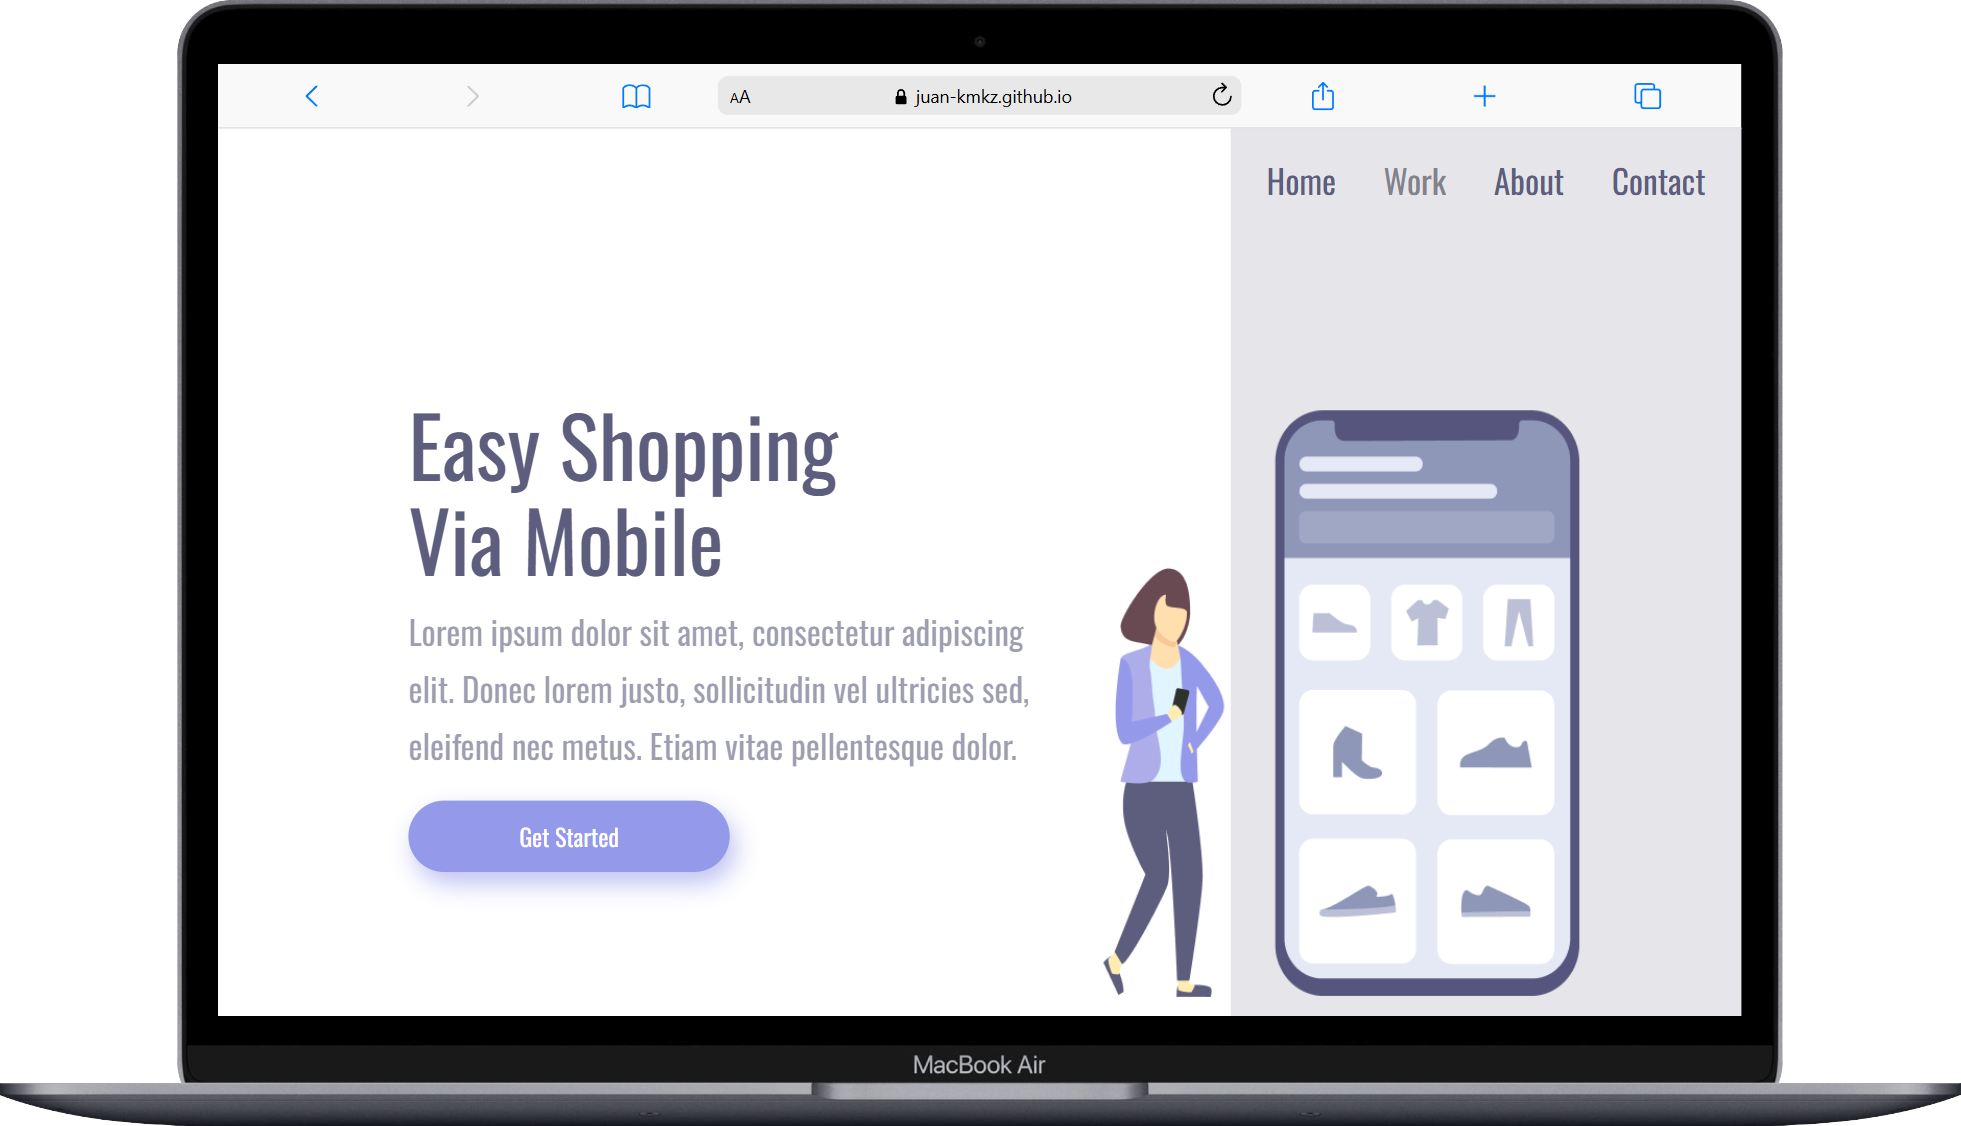 AA juan-kmkz.github.io
Home Work About Contact
Easy Shopping
Via Mobile
Lorem ipsum dolor sit amet, consectetur adipiscing
elit. Donec lorem justo, sollicitudin vel ultricies sed,
eleifend nec metus. Etiam vitae pellentesque dolor.
Get Started
MacBook Air